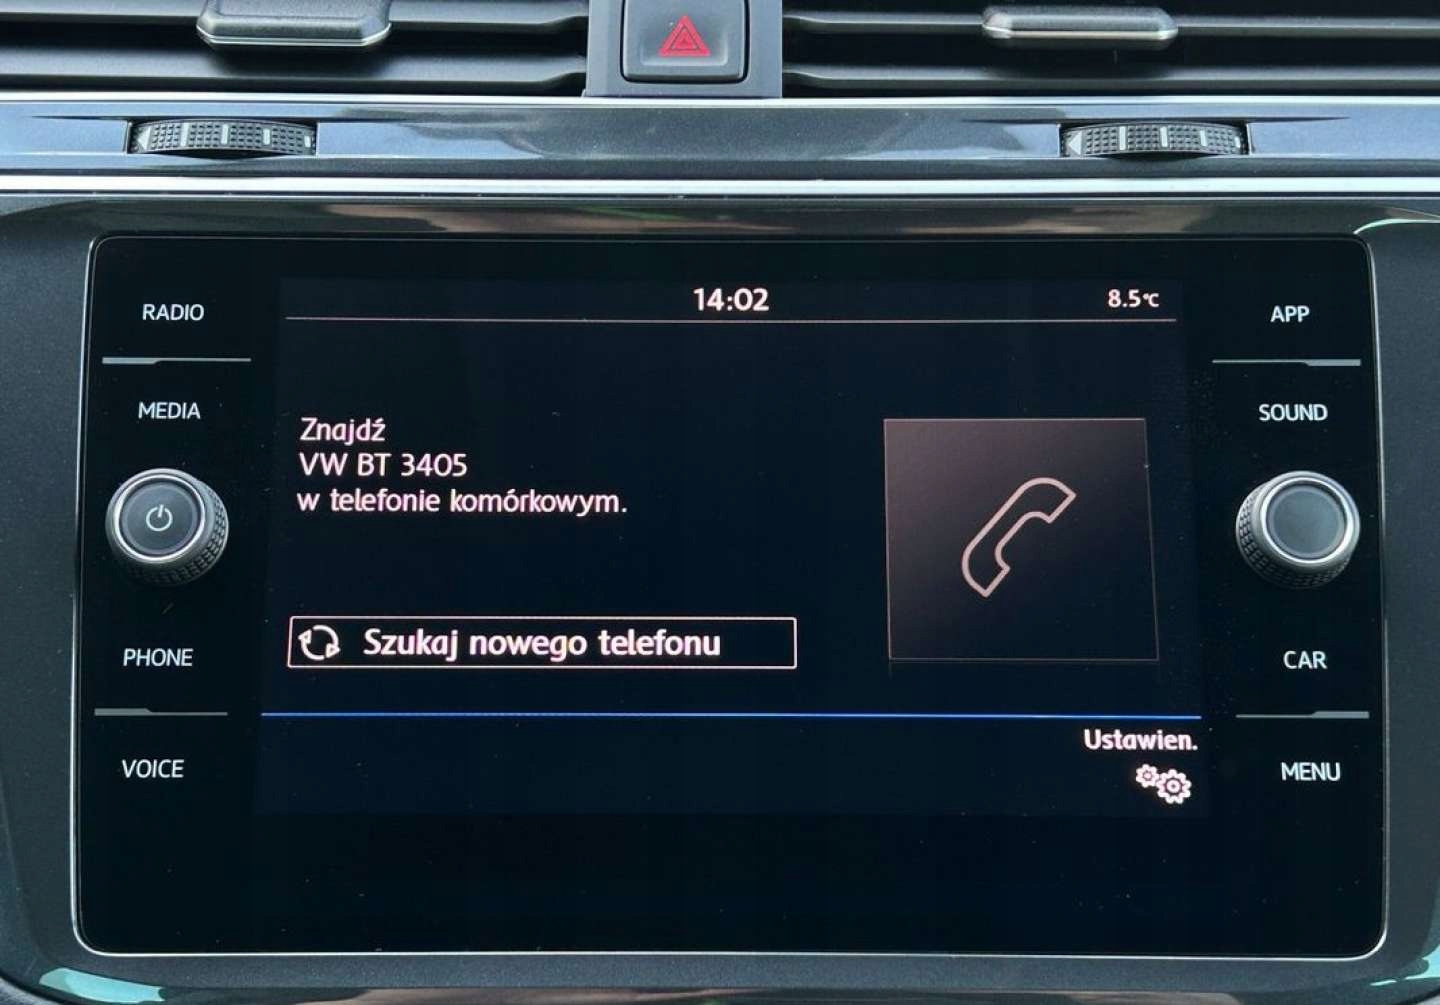 14:02
8.5°C
RADIO
MEDIA
PHONE
VOICE
Znajdź
VW BT 3405
w telefonie komórkowym.
Szukaj nowego telefonu
Ustawien.
APP
SOUND
CAR
MENU